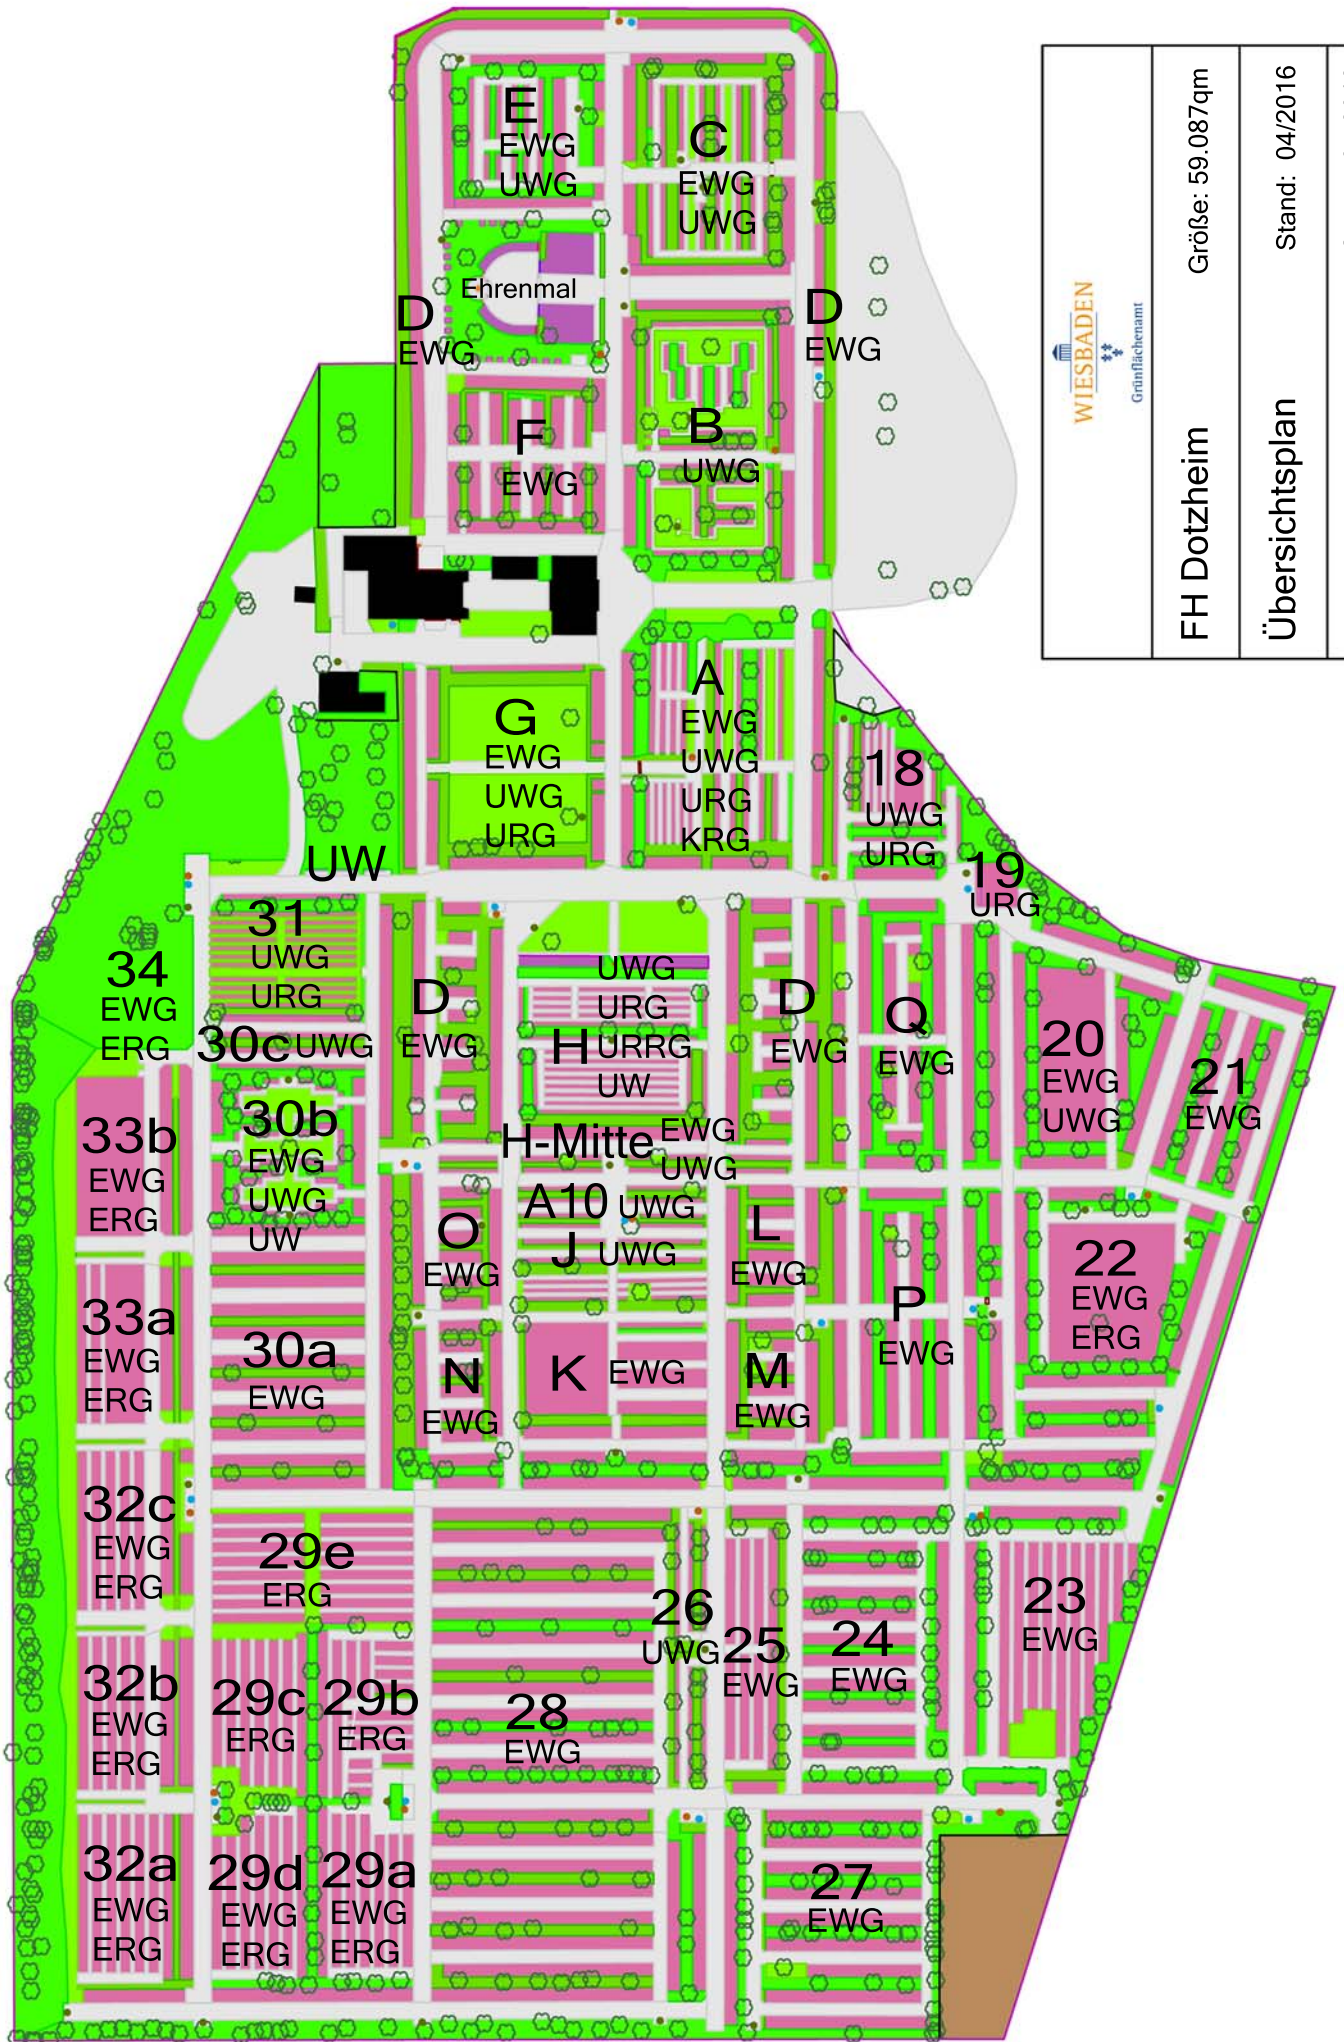 E
EWG
UWG
C
EWG
UWG
Ehrenmal
D
EWG
D
EWG
F
EWG
B
UWG
WIESBADEN
Grünflächenamt
FH Dotzheim
Größe: 59.087qm
Übersichtsplan
Stand: 04/2016
G
EWG
UWG
URG
A
EWG
UWG
URG
KRG
18
UWG
URG
19
URG
UW
31
UWG
URG
34
EWG
ERG
30c UWG
D
EWG
UWG
URG
H URRG
UW
D
EWG
Q
EWG
20
EWG
UWG
21
EWG
33b
EWG
ERG
30b
EWG
UWG
UW
H-Mitte EWG
UWG
A10 UWG
J UWG
O
EWG
L
EWG
P
EWG
22
EWG
ERG
33a
EWG
ERG
30a
EWG
N
EWG
K EWG
M
EWG
32c
EWG
ERG
29e
ERG
26
UWG
25
EWG
24
EWG
23
EWG
32b
EWG
ERG
29c
ERG
29b
ERG
28
EWG
32a
EWG
ERG
29d
EWG
ERG
29a
EWG
ERG
27
EWG